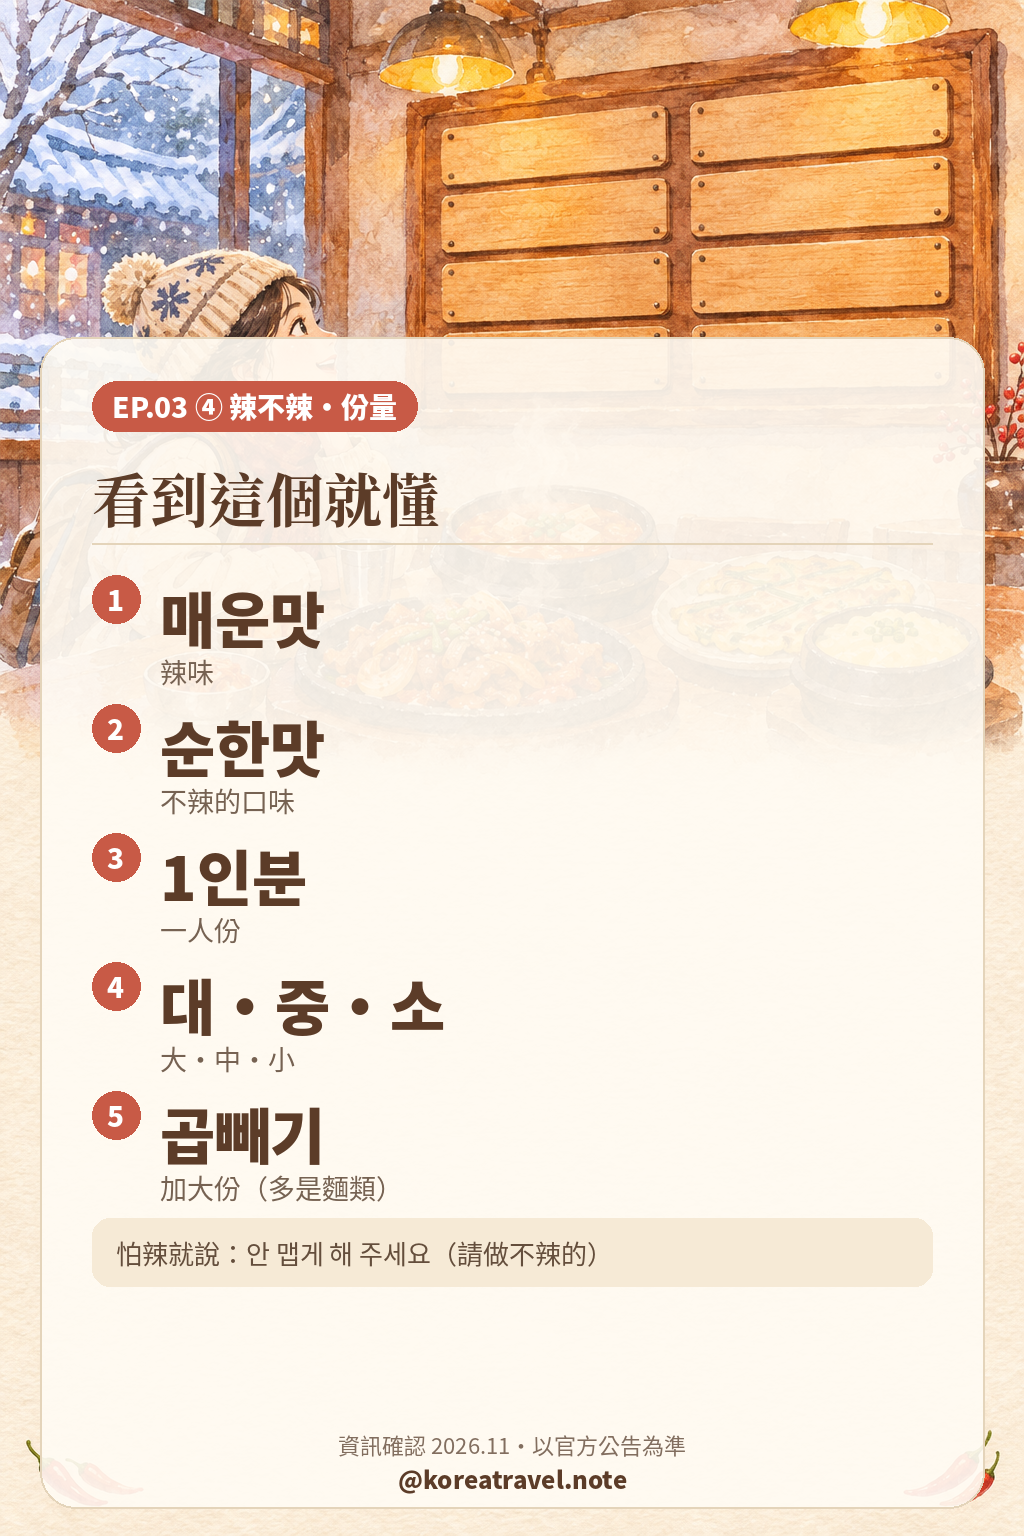 EP.03 ④ 辣不辣・份量
看到這個就懂
1 매운맛
辣味
2 순한맛
不辣的口味
3 1인분
一人份
4 대・중・소
大・中・小
5 곱빼기
加大份（多是麵類）
怕辣就說：안 맵게 해 주세요（請做不辣的）
資訊確認 2026.11・以官方公告為準
@koreatravel.note